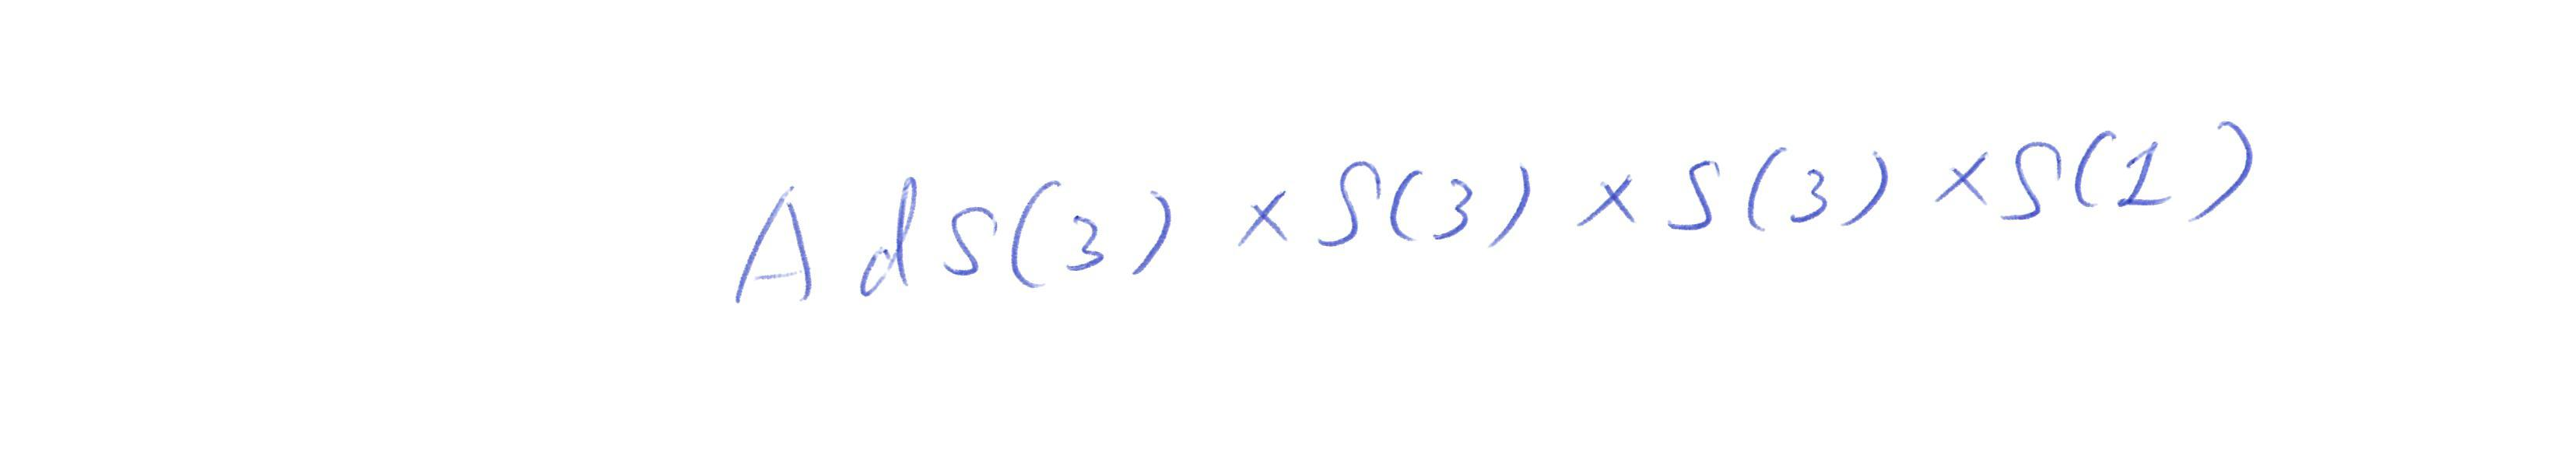 AdS(3) × S(3) × S(3) × S(1)